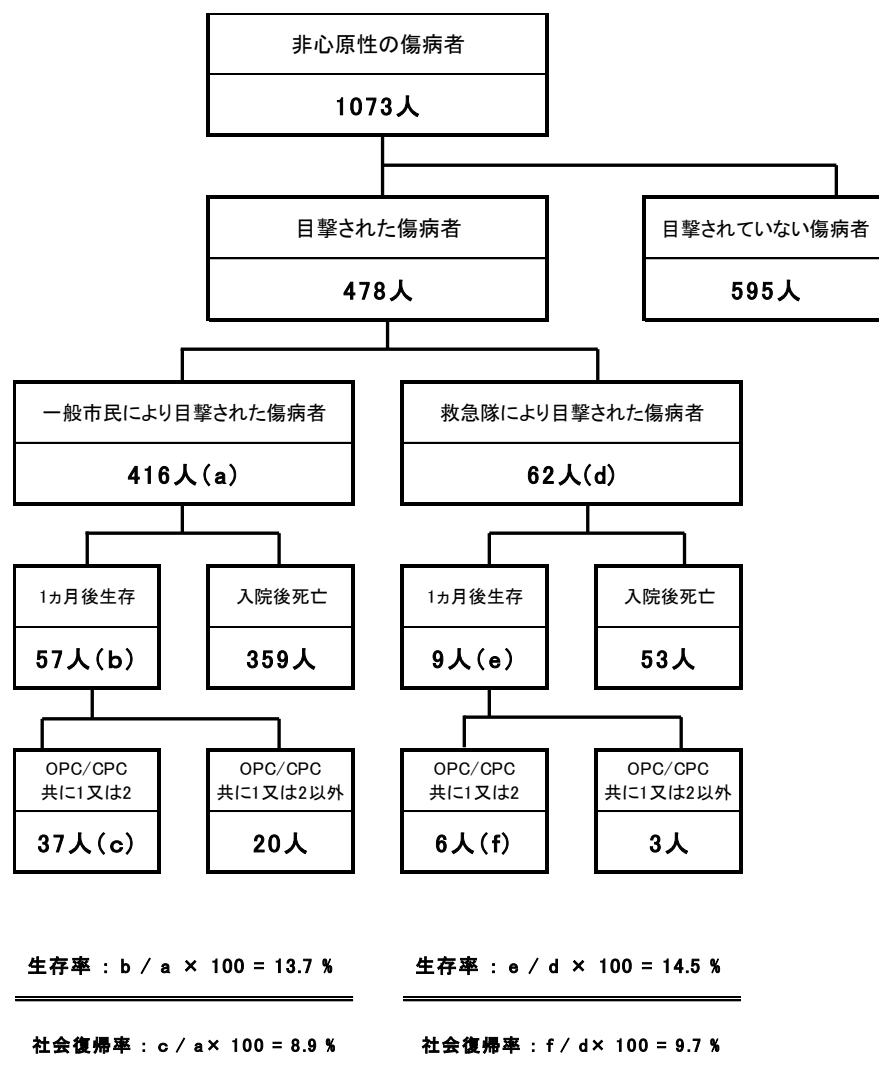 非心原性の傷病者
1073人
目撃された傷病者
478人
目撃されていない傷病者
595人
一般市民により目撃された傷病者
416人(a)
救急隊により目撃された傷病者
62人(d)
1ヵ月後生存
57人(b)
入院後死亡
359人
1ヵ月後生存
9人(e)
入院後死亡
53人
OPC/CPC
共に1又は2
37人(c)
OPC/CPC
共に1又は2以外
20人
OPC/CPC
共に1又は2
6人(f)
OPC/CPC
共に1又は2以外
3人
生存率 : b / a × 100 = 13.7 %
生存率 : e / d × 100 = 14.5 %
社会復帰率 : c / a× 100 = 8.9 %
社会復帰率 : f / d× 100 = 9.7 %